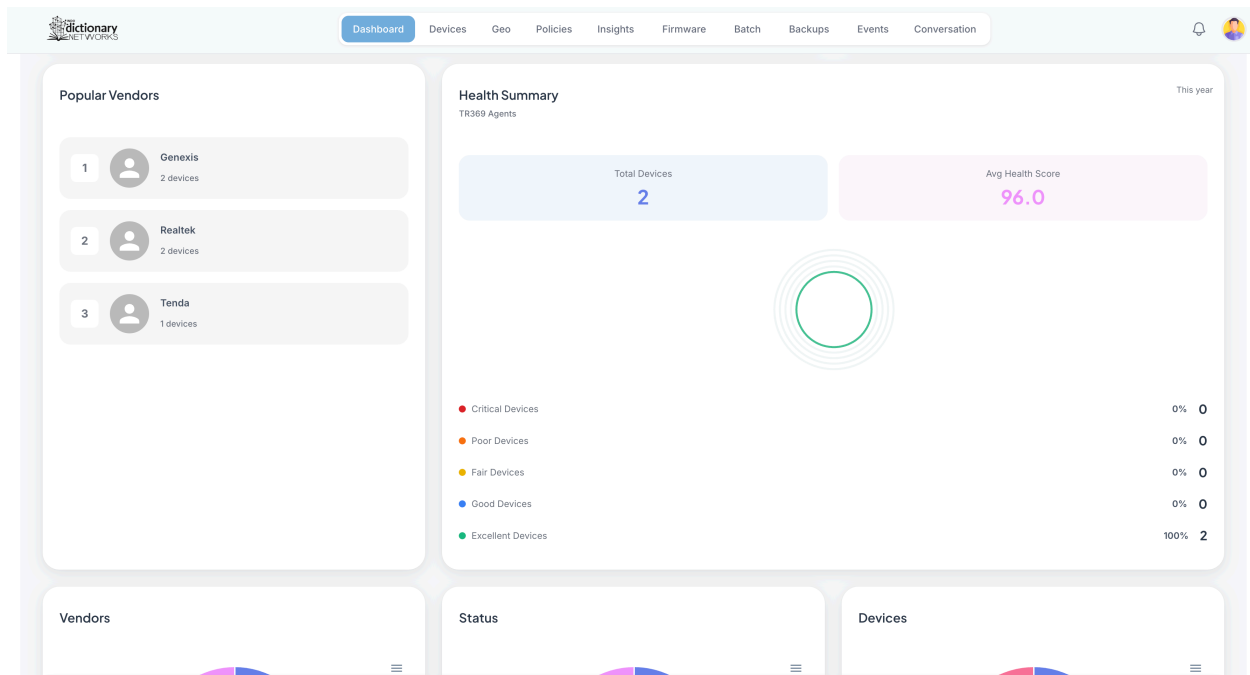 dictionary
NETWORKS
Dashboard
Devices
Geo
Policies
Insights
Firmware
Batch
Backups
Events
Conversation
Popular Vendors
1
Genexis
2 devices
2
Realtek
2 devices
3
Tenda
1 devices
Health Summary
This year
TR369 Agents
Total Devices
2
Avg Health Score
96.0
Critical Devices 0% 0
Poor Devices 0% 0
Fair Devices 0% 0
Good Devices 0% 0
Excellent Devices 100% 2
Vendors
Status
Devices